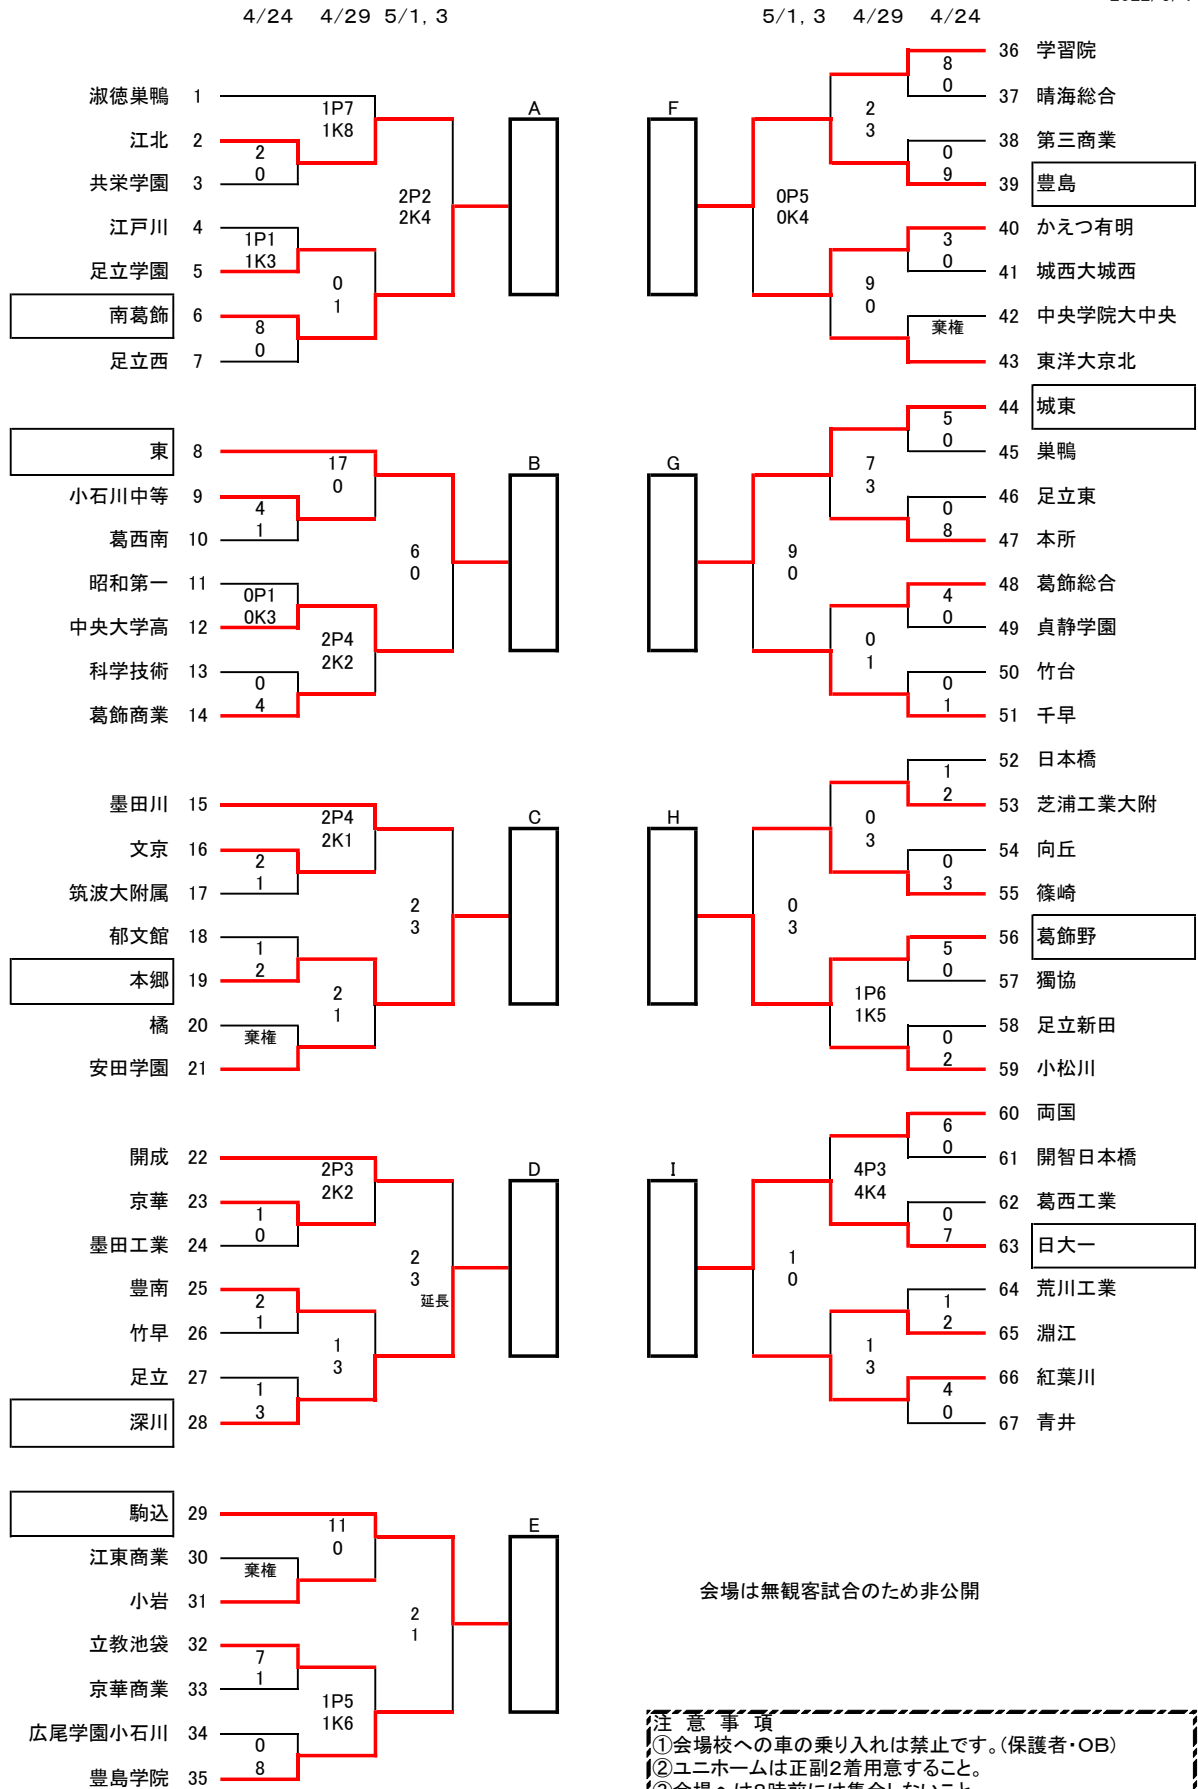 4/24 4/29 5/1, 3 5/1, 3 4/29 4/24
淑徳巣鴨 1
江北 2
共栄学園 3
江戸川 4
足立学園 5
南葛飾 6
足立西 7
1P7
1K8
2
0
1P1
1K3
0
1
8
0
2P2
2K4
A
東 8
小石川中等 9
葛西南 10
昭和第一 11
中央大学高 12
科学技術 13
葛飾商業 14
17
0
4
1
0P1
0K3
2P4
2K2
0
4
6
0
B
墨田川 15
文京 16
筑波大附属 17
郁文館 18
本郷 19
橘 20
安田学園 21
2P4
2K1
2
1
1
2
2
1
棄権
2
3
C
開成 22
京華 23
墨田工業 24
豊南 25
竹早 26
足立 27
深川 28
2P3
2K2
1
0
2
1
1
3
1
3
2
3
延長
D
駒込 29
江東商業 30
小岩 31
立教池袋 32
京華商業 33
広尾学園小石川 34
豊島学院 35
11
0
棄権
7
1
1P5
1K6
0
8
2
1
E
36 学習院
37 晴海総合
38 第三商業
39 豊島
40 かえつ有明
41 城西大城西
42 中央学院大中央
43 東洋大京北
8
0
2
3
0
9
3
0
9
0
棄権
0P5
0K4
F
44 城東
45 巣鴨
46 足立東
47 本所
48 葛飾総合
49 貞静学園
50 竹台
51 千早
5
0
7
3
0
8
4
0
0
1
0
1
9
0
G
52 日本橋
53 芝浦工業大附
54 向丘
55 篠崎
56 葛飾野
57 獨協
58 足立新田
59 小松川
1
2
0
3
0
3
5
0
1P6
1K5
0
2
0
3
H
60 両国
61 開智日本橋
62 葛西工業
63 日大一
64 荒川工業
65 淵江
66 紅葉川
67 青井
6
0
4P3
4K4
0
7
1
2
1
3
4
0
1
0
I
会場は無観客試合のため非公開
注 意 事 項
①会場校への車の乗り入れは禁止です。(保護者・OB)
②ユニホームは正副2着用意すること。